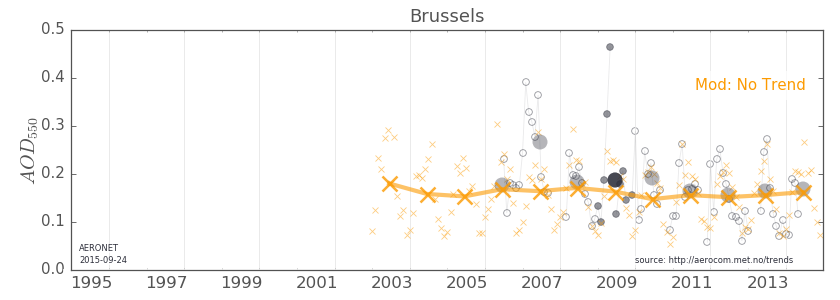 Brussels
0.5
0.4
0.3
0.2
0.1
0.0
AOD550
Mod: No Trend
AERONET
2015-09-24
source: http://aerocom.met.no/trends
1995 1997 1999 2001 2003 2005 2007 2009 2011 2013